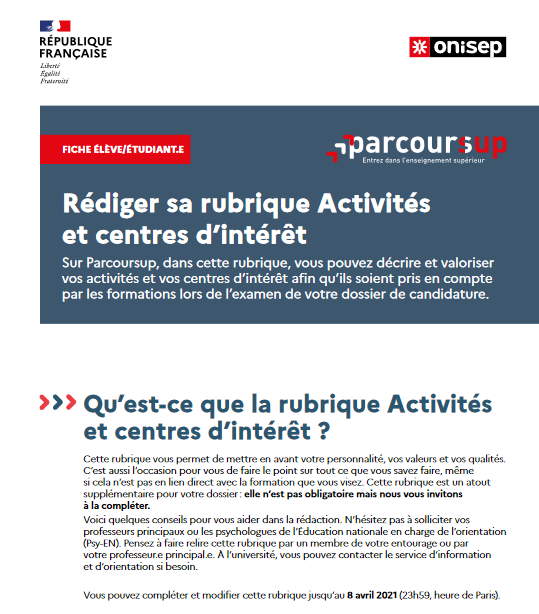 RÉPUBLIQUE
FRANÇAISE
Liberté
Égalité
Fraternité
onisep
FICHE ÉLÈVE/ÉTUDIANT.E
parcoursup
Entrez dans l'enseignement supérieur
Rédiger sa rubrique Activités
et centres d'intérêt
Sur Parcoursup, dans cette rubrique, vous pouvez décrire et valoriser
vos activités et vos centres d'intérêt afin qu'ils soient pris en compte
par les formations lors de l'examen de votre dossier de candidature.
Qu'est-ce que la rubrique Activités
et centres d'intérêt ?
Cette rubrique vous permet de mettre en avant votre personnalité, vos valeurs et vos qualités.
C'est aussi l'occasion pour vous de faire le point sur tout ce que vous savez faire, même
si cela n'est pas en lien direct avec la formation que vous visez. Cette rubrique est un atout
supplémentaire pour votre dossier : elle n'est pas obligatoire mais nous vous invitons
à la compléter.
Voici quelques conseils pour vous aider dans la rédaction. N'hésitez pas à solliciter vos
professeurs principaux ou les psychologues de l'Éducation nationale en charge de l'orientation
(Psy-EN). Pensez à faire relire cette rubrique par un membre de votre entourage ou par
votre professeur.e principal.e. À l'université, vous pouvez contacter le service d'information
et d'orientation si besoin.
Vous pouvez compléter et modifier cette rubrique jusqu'au 8 avril 2021 (23h59, heure de Paris).